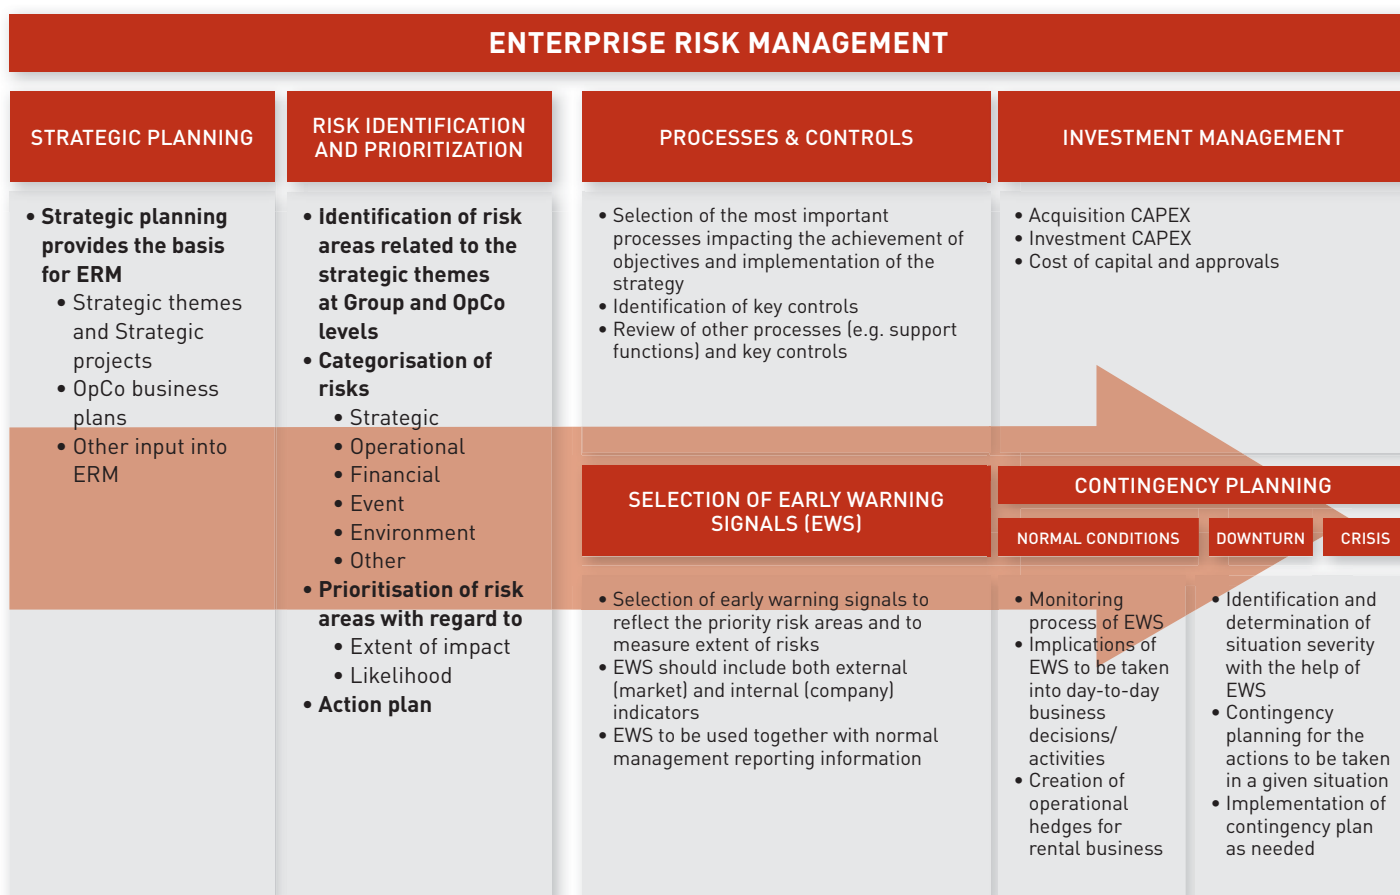 ENTERPRISE RISK MANAGEMENT
STRATEGIC PLANNING
• Strategic planning
provides the basis
for ERM
• Strategic themes
and Strategic
projects
• OpCo business
plans
• Other input into
ERM
RISK IDENTIFICATION
AND PRIORITIZATION
• Identification of risk
areas related to the
strategic themes
at Group and OpCo
levels
• Categorisation of
risks
• Strategic
• Operational
• Financial
• Event
• Environment
• Other
• Prioritisation of risk
areas with regard to
• Extent of impact
• Likelihood
• Action plan
PROCESSES & CONTROLS
• Selection of the most important
processes impacting the achievement of
objectives and implementation of the
strategy
• Identification of key controls
• Review of other processes (e.g. support
functions) and key controls
INVESTMENT MANAGEMENT
• Acquisition CAPEX
• Investment CAPEX
• Cost of capital and approvals
SELECTION OF EARLY WARNING
SIGNALS (EWS)
• Selection of early warning signals to
reflect the priority risk areas and to
measure extent of risks
• EWS should include both external
(market) and internal (company)
indicators
• EWS to be used together with normal
management reporting information
CONTINGENCY PLANNING
NORMAL CONDITIONS
DOWNTURN
CRISIS
• Monitoring
process of EWS
• Implications of
EWS to be taken
into day-to-day
business
decisions/
activities
• Creation of
operational
hedges for
rental business
• Identification and
determination of
situation severity
with the help of
EWS
• Contingency
planning for the
actions to be taken
in a given situation
• Implementation of
contingency plan
as needed